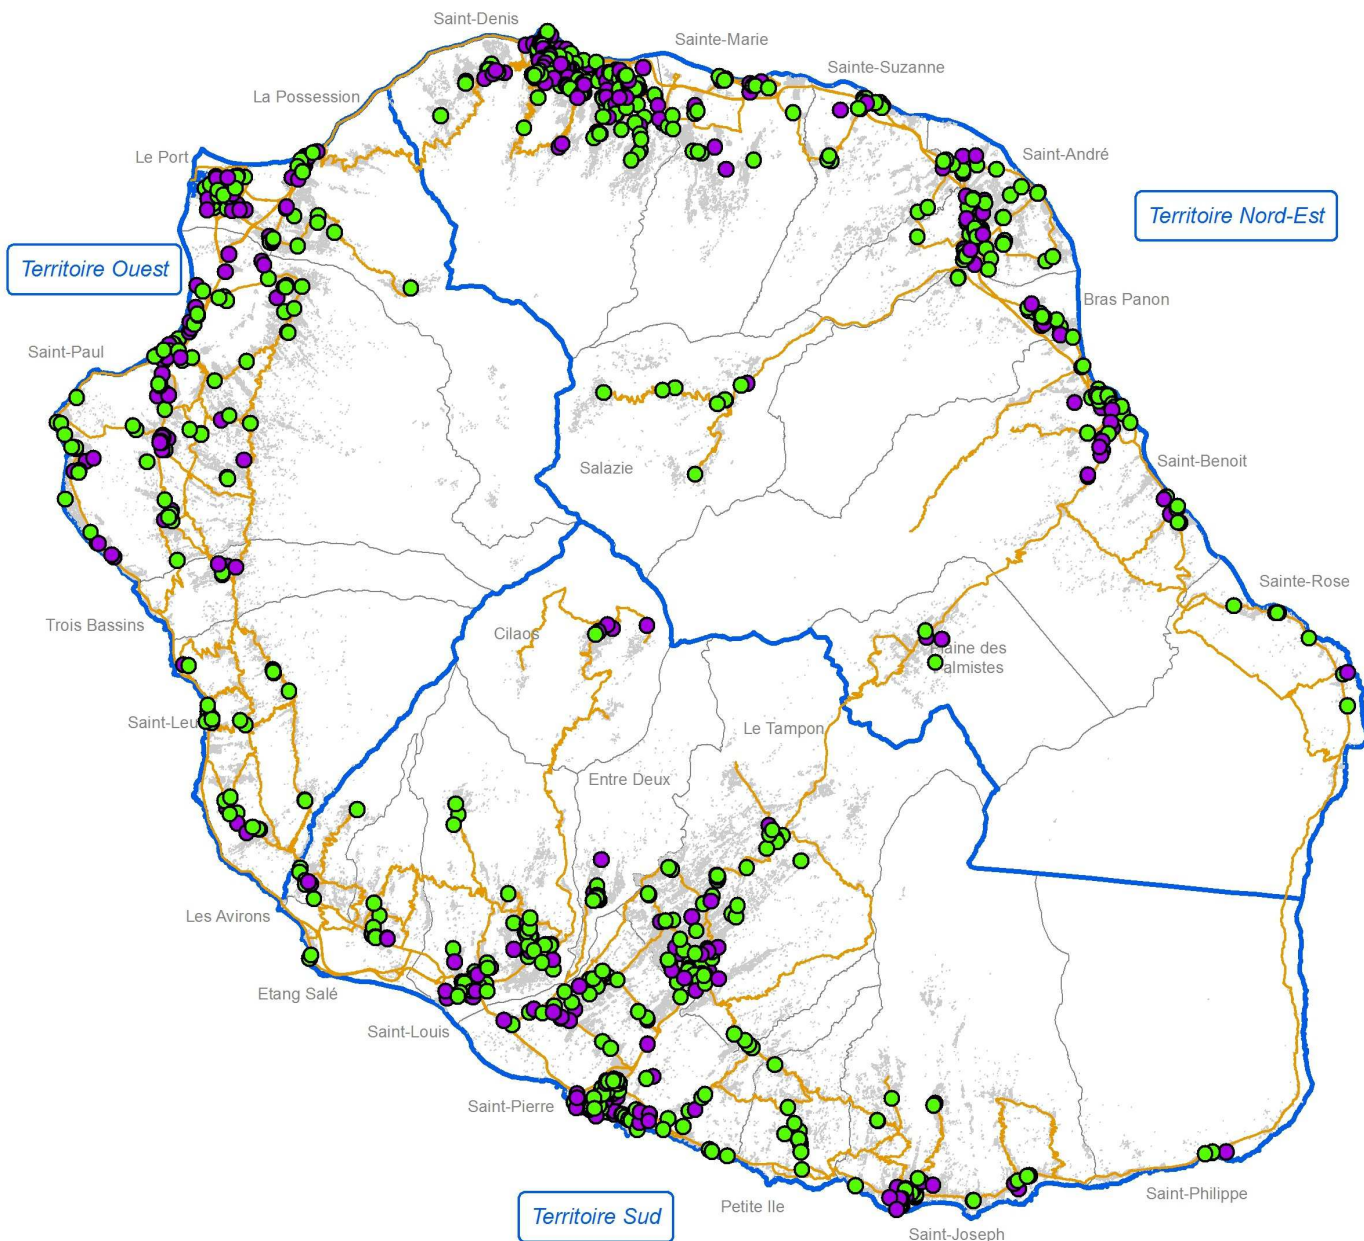 Saint-Denis
Sainte-Marie
Sainte-Suzanne
La Possession
Le Port
Saint-André
Territoire Nord-Est
Territoire Ouest
Bras Panon
Saint-Paul
Salazie
Saint-Benoit
Sainte-Rose
Trois Bassins
Cilaos
Plaine des
Palmistes
Saint-Leu
Le Tampon
Entre Deux
Les Avirons
Etang Salé
Saint-Louis
Saint-Pierre
Petite Ile
Saint-Philippe
Territoire Sud
Saint-Joseph